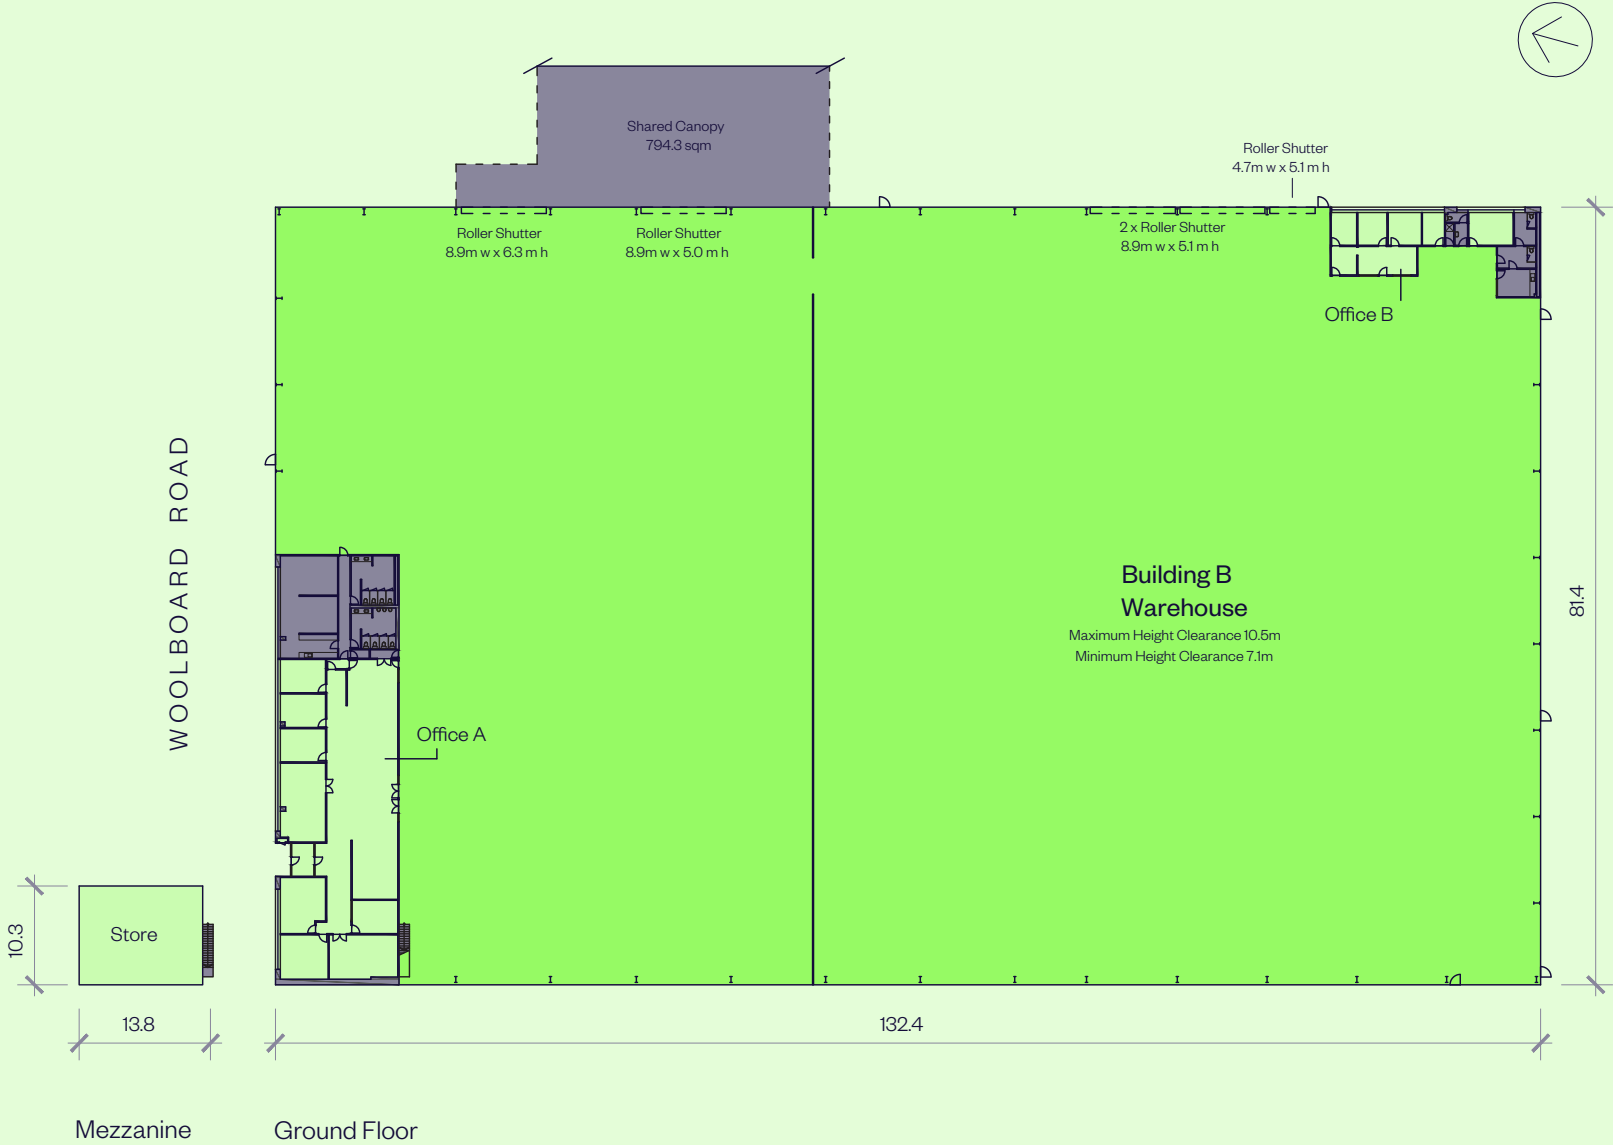 Shared Canopy
794.3 sqm
Roller Shutter
4.7m w x 5.1 m h
Roller Shutter
8.9m w x 6.3 m h
Roller Shutter
8.9m w x 5.0 m h
2 x Roller Shutter
8.9m w x 5.1 m h
Office B
WOOLBOARD ROAD
Building B
Warehouse
Maximum Height Clearance 10.5m
Minimum Height Clearance 7.1m
81.4
Office A
Store
10.3
13.8
132.4
Mezzanine
Ground Floor